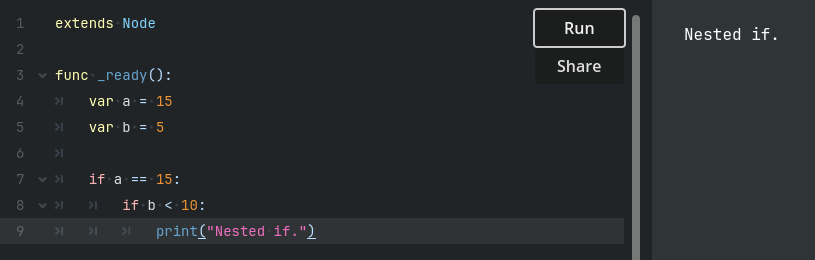 1 extends Node
2
3 func _ready():
4 var a = 15
5 var b = 5
6
7 if a == 15:
8 if b < 10:
9 print("Nested if.")
Run
Share
Nested if.